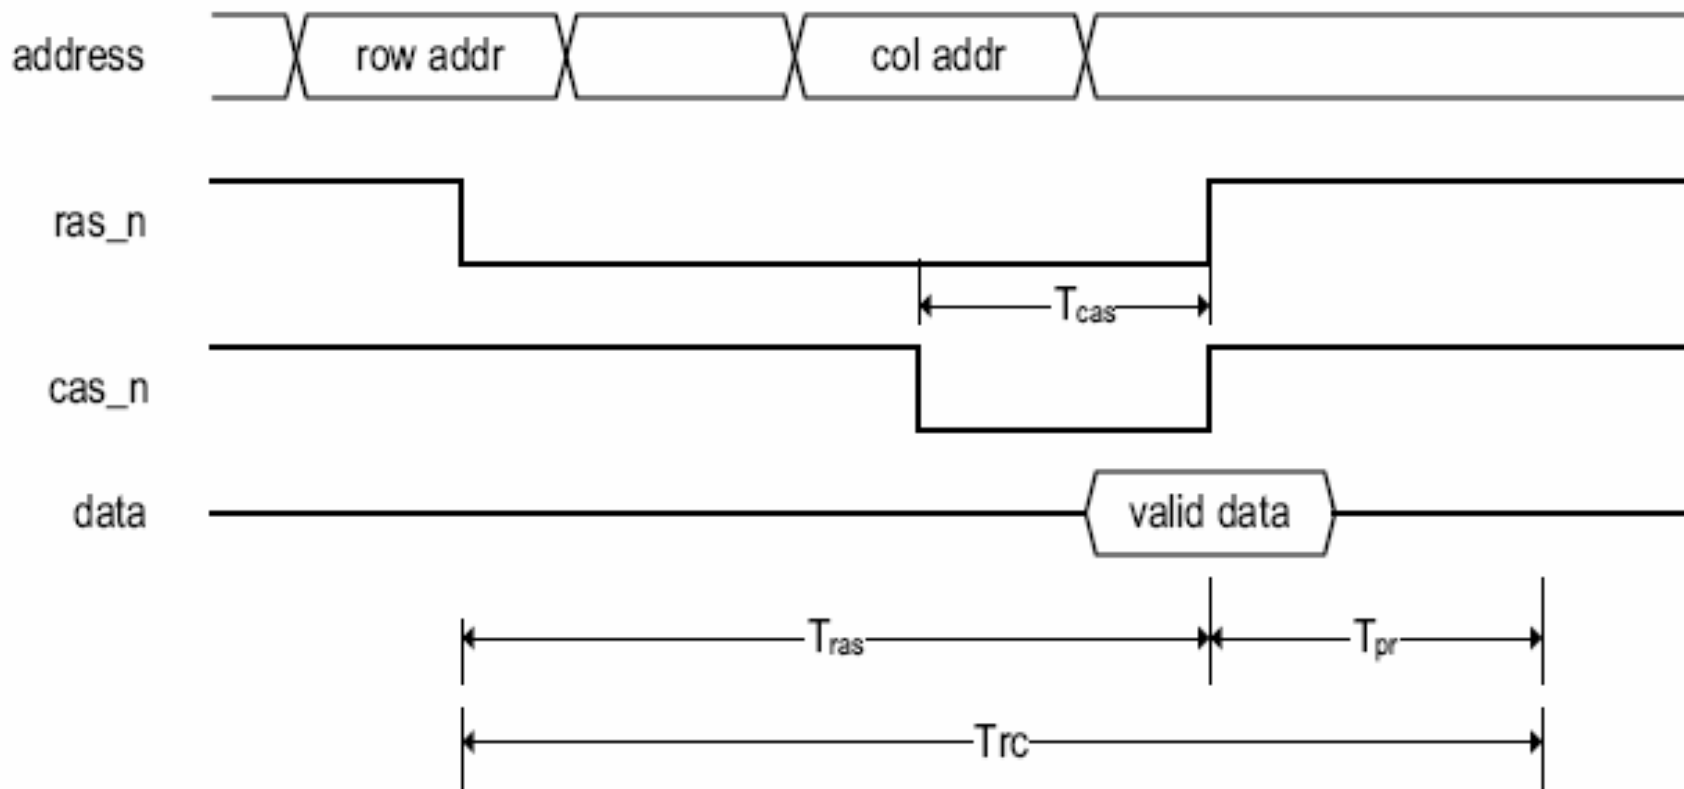 address row addr col addr
ras_n
Tcas
cas_n
data valid data
Tras Tpr
Trc